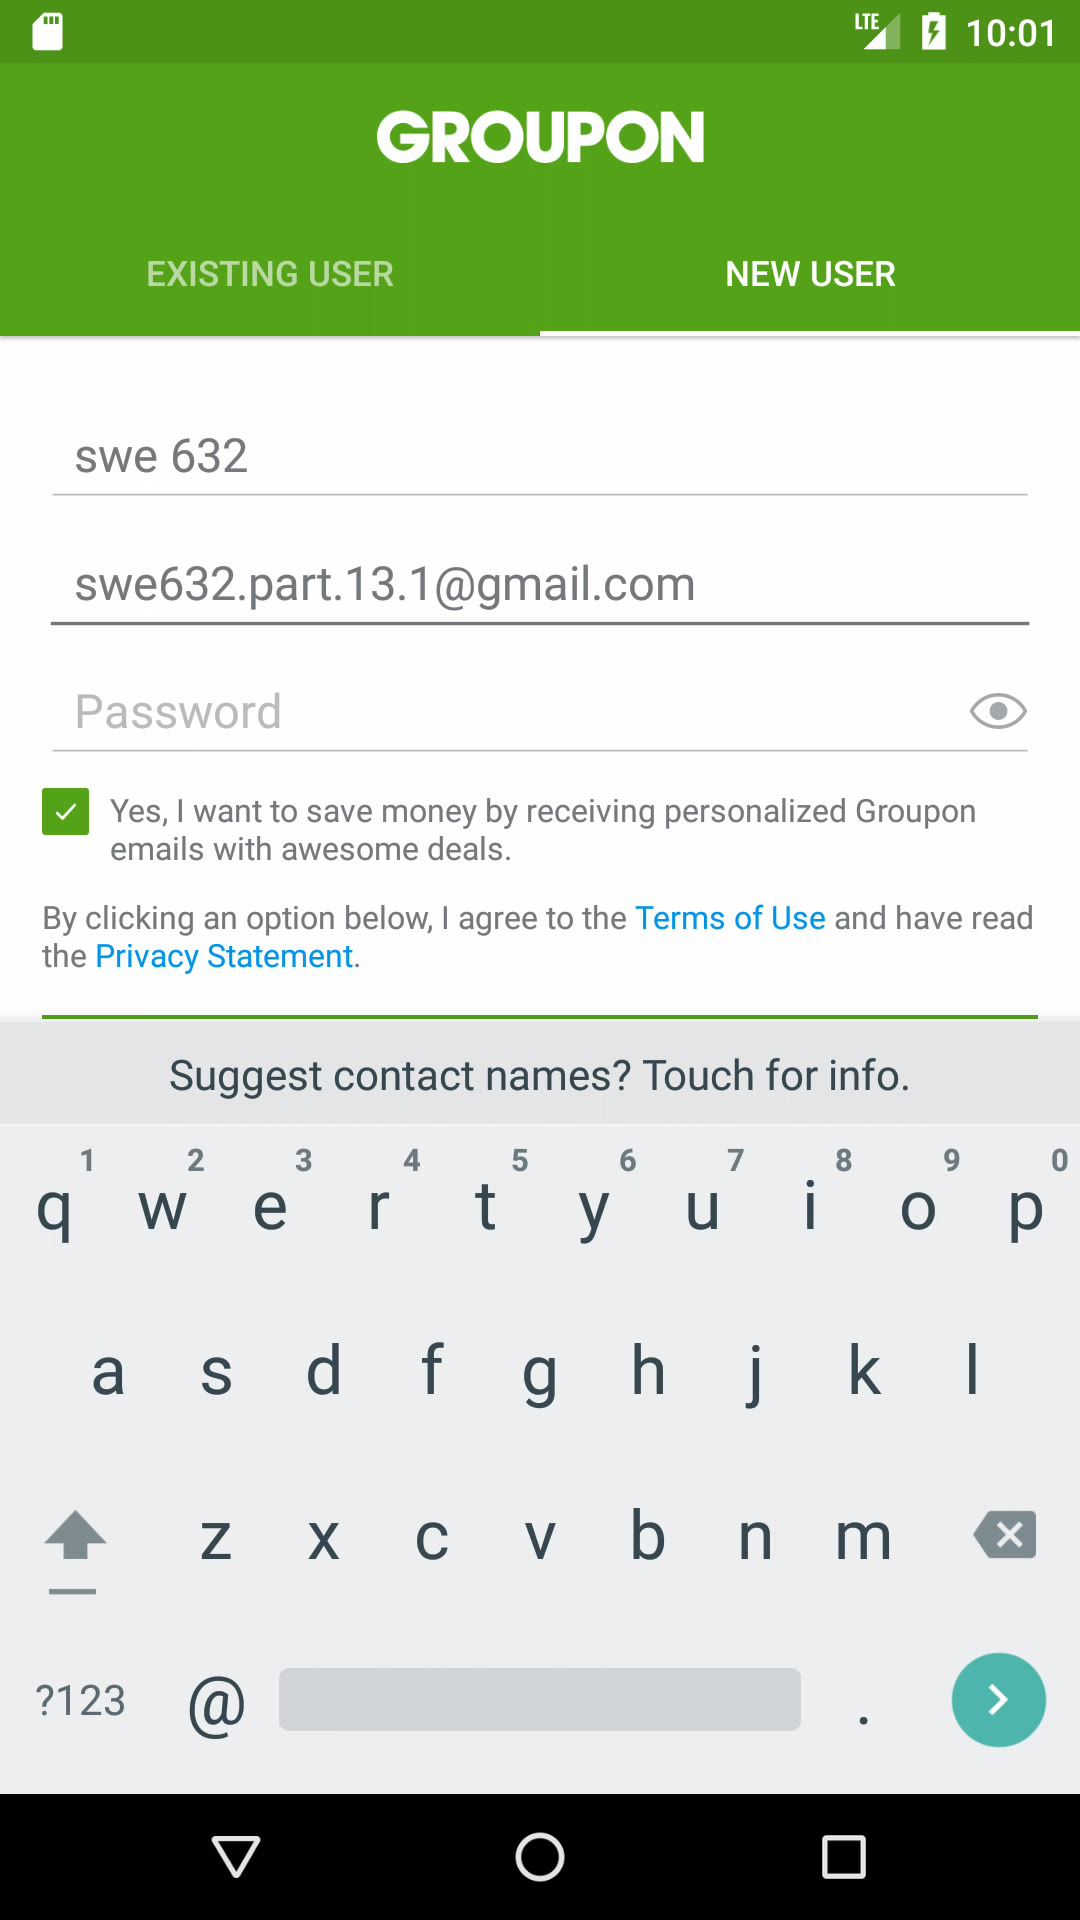 LTE 10:01
GROUPON
EXISTING USER NEW USER
swe 632
swe632.part.13.1@gmail.com
Password
Yes, I want to save money by receiving personalized Groupon
emails with awesome deals.
By clicking an option below, I agree to the Terms of Use and have read
the Privacy Statement.
Suggest contact names? Touch for info.
1 2 3 4 5 6 7 8 9 0
q w e r t y u i o p
a s d f g h j k l
z x c v b n m
?123 @ .